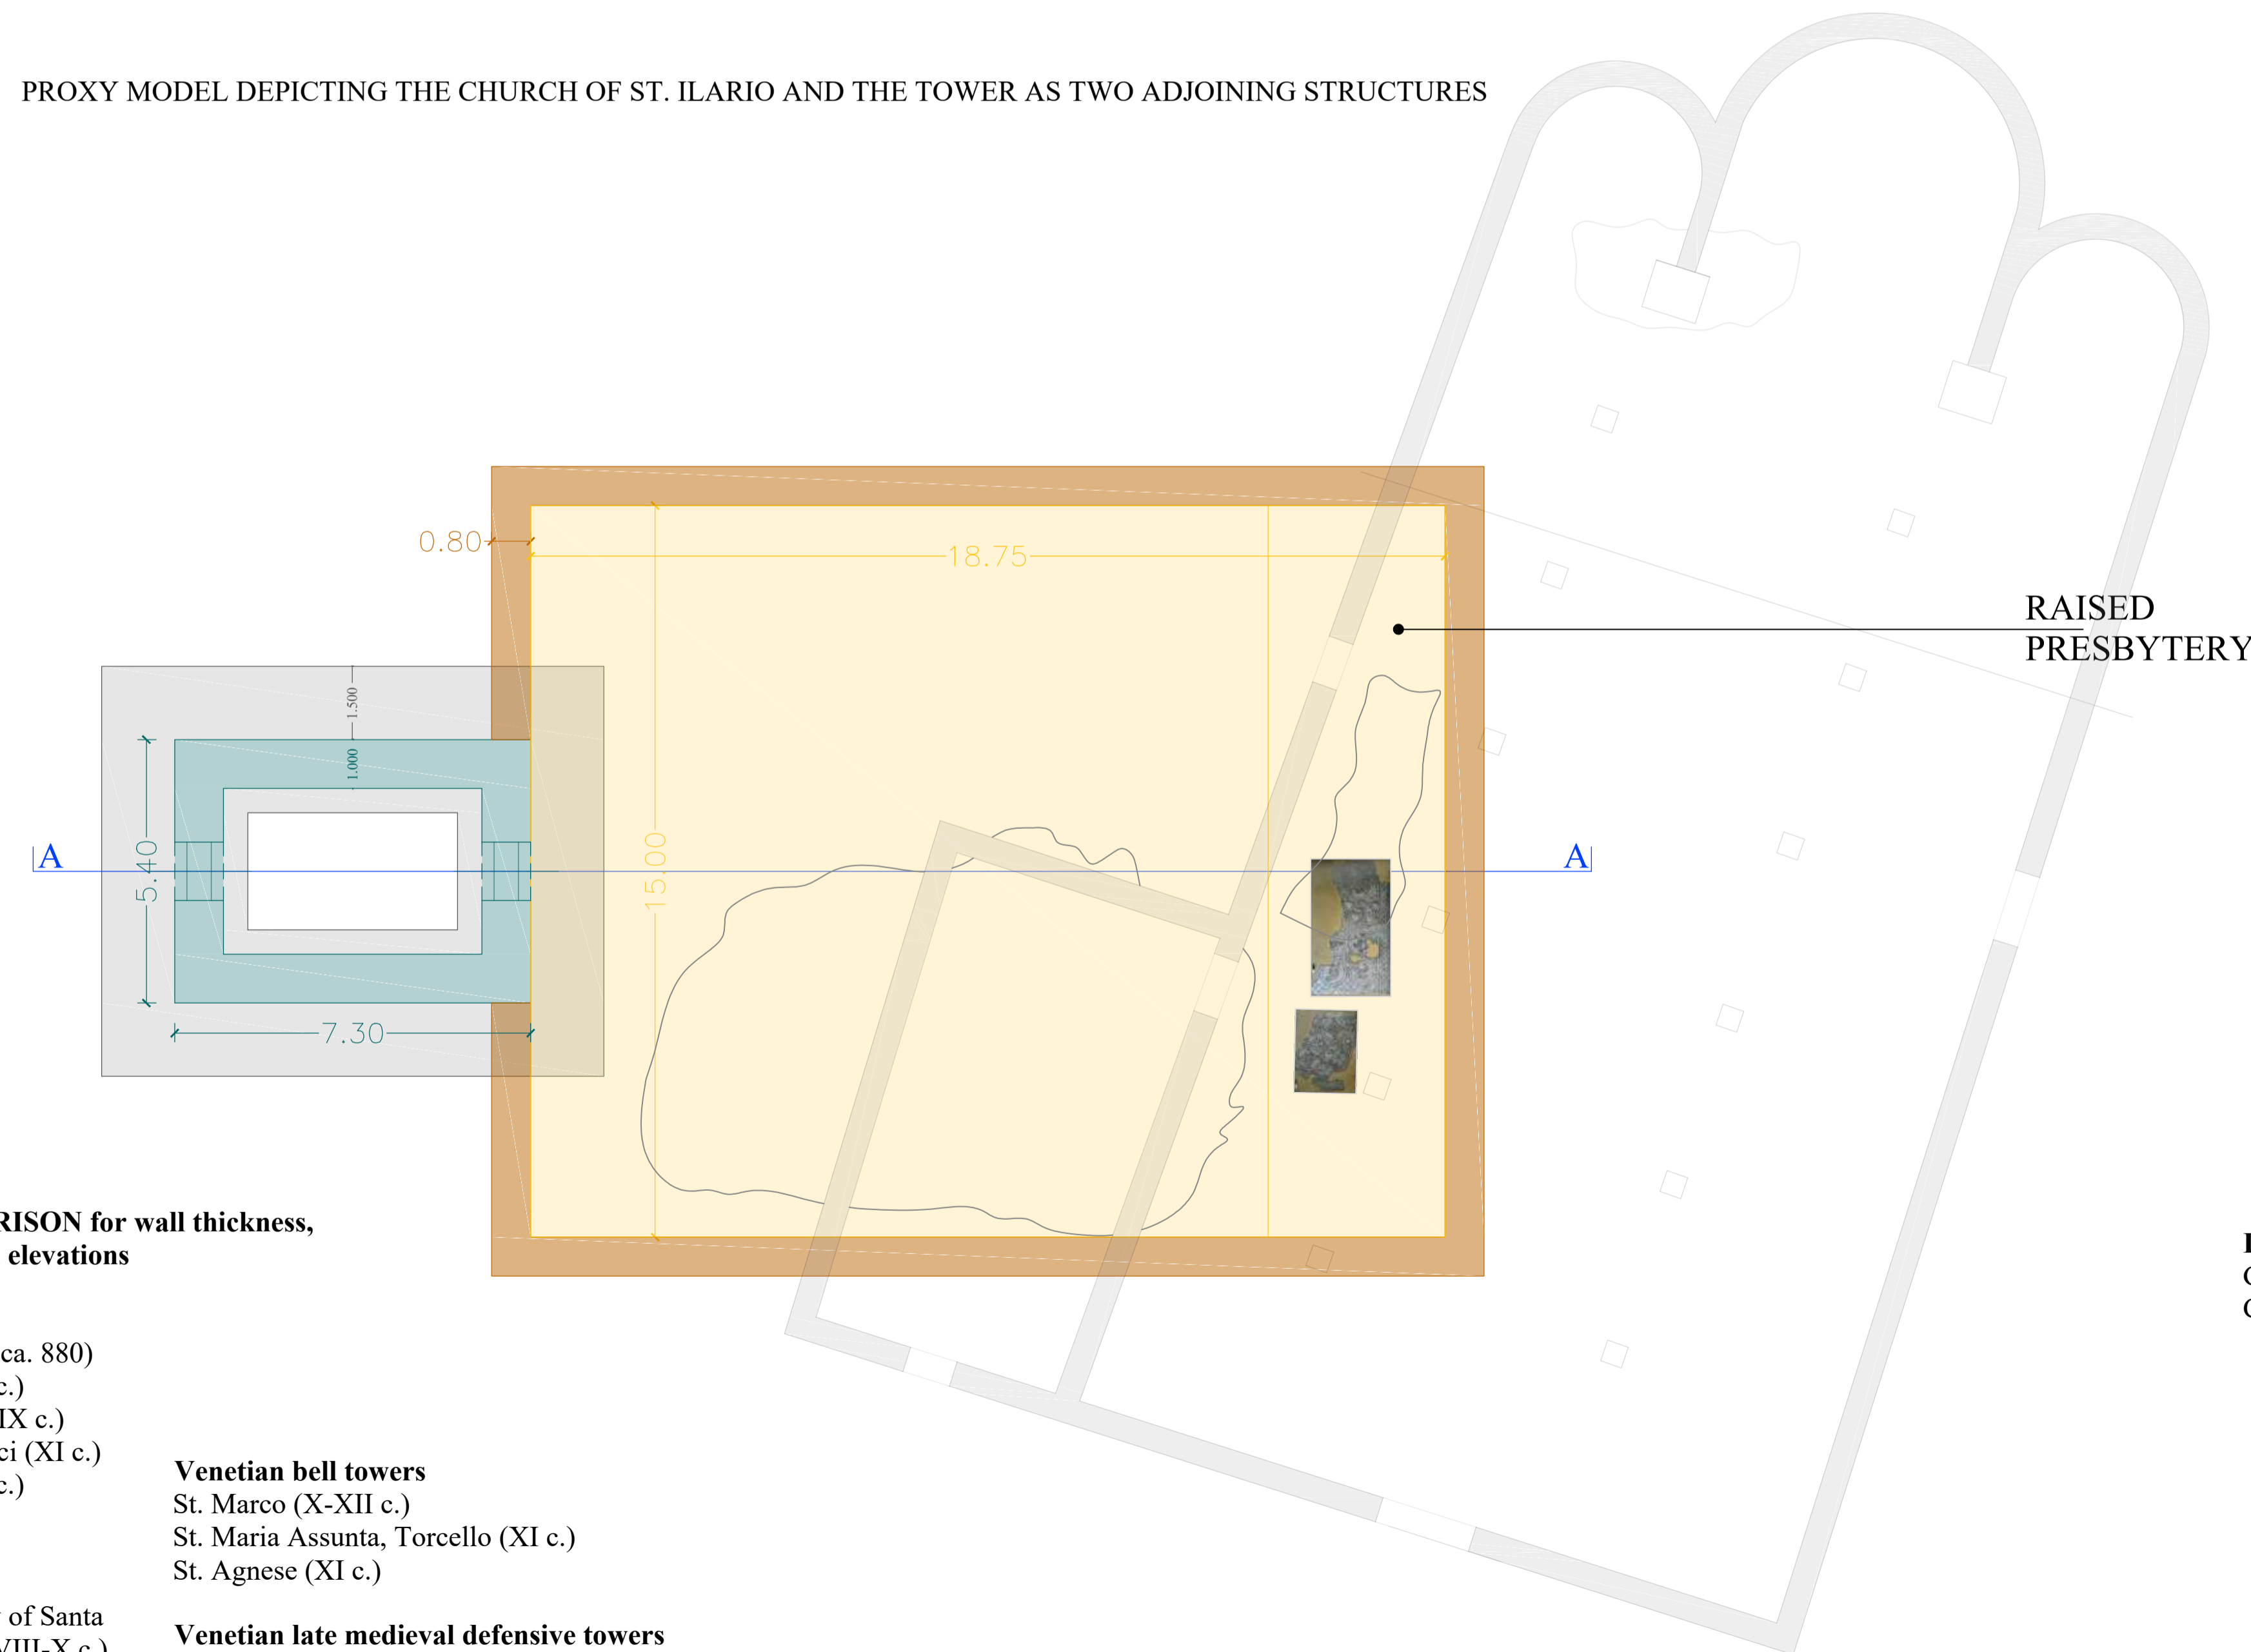 PROXY MODEL DEPICTING THE CHURCH OF ST. ILARIO AND THE TOWER AS TWO ADJOINING STRUCTURES
0.80
18.75
RAISED
PRESBYTERY
1.500
1.000
A
A
5.40
15.00
7.30
RISON for wall thickness,
elevations
ca. 880)
c.)
IX c.)
ci (XI c.)
c.)
of Santa
VIII-X c.)
Venetian bell towers
St. Marco (X-XII c.)
St. Maria Assunta, Torcello (XI c.)
St. Agnese (XI c.)
Venetian late medieval defensive towers